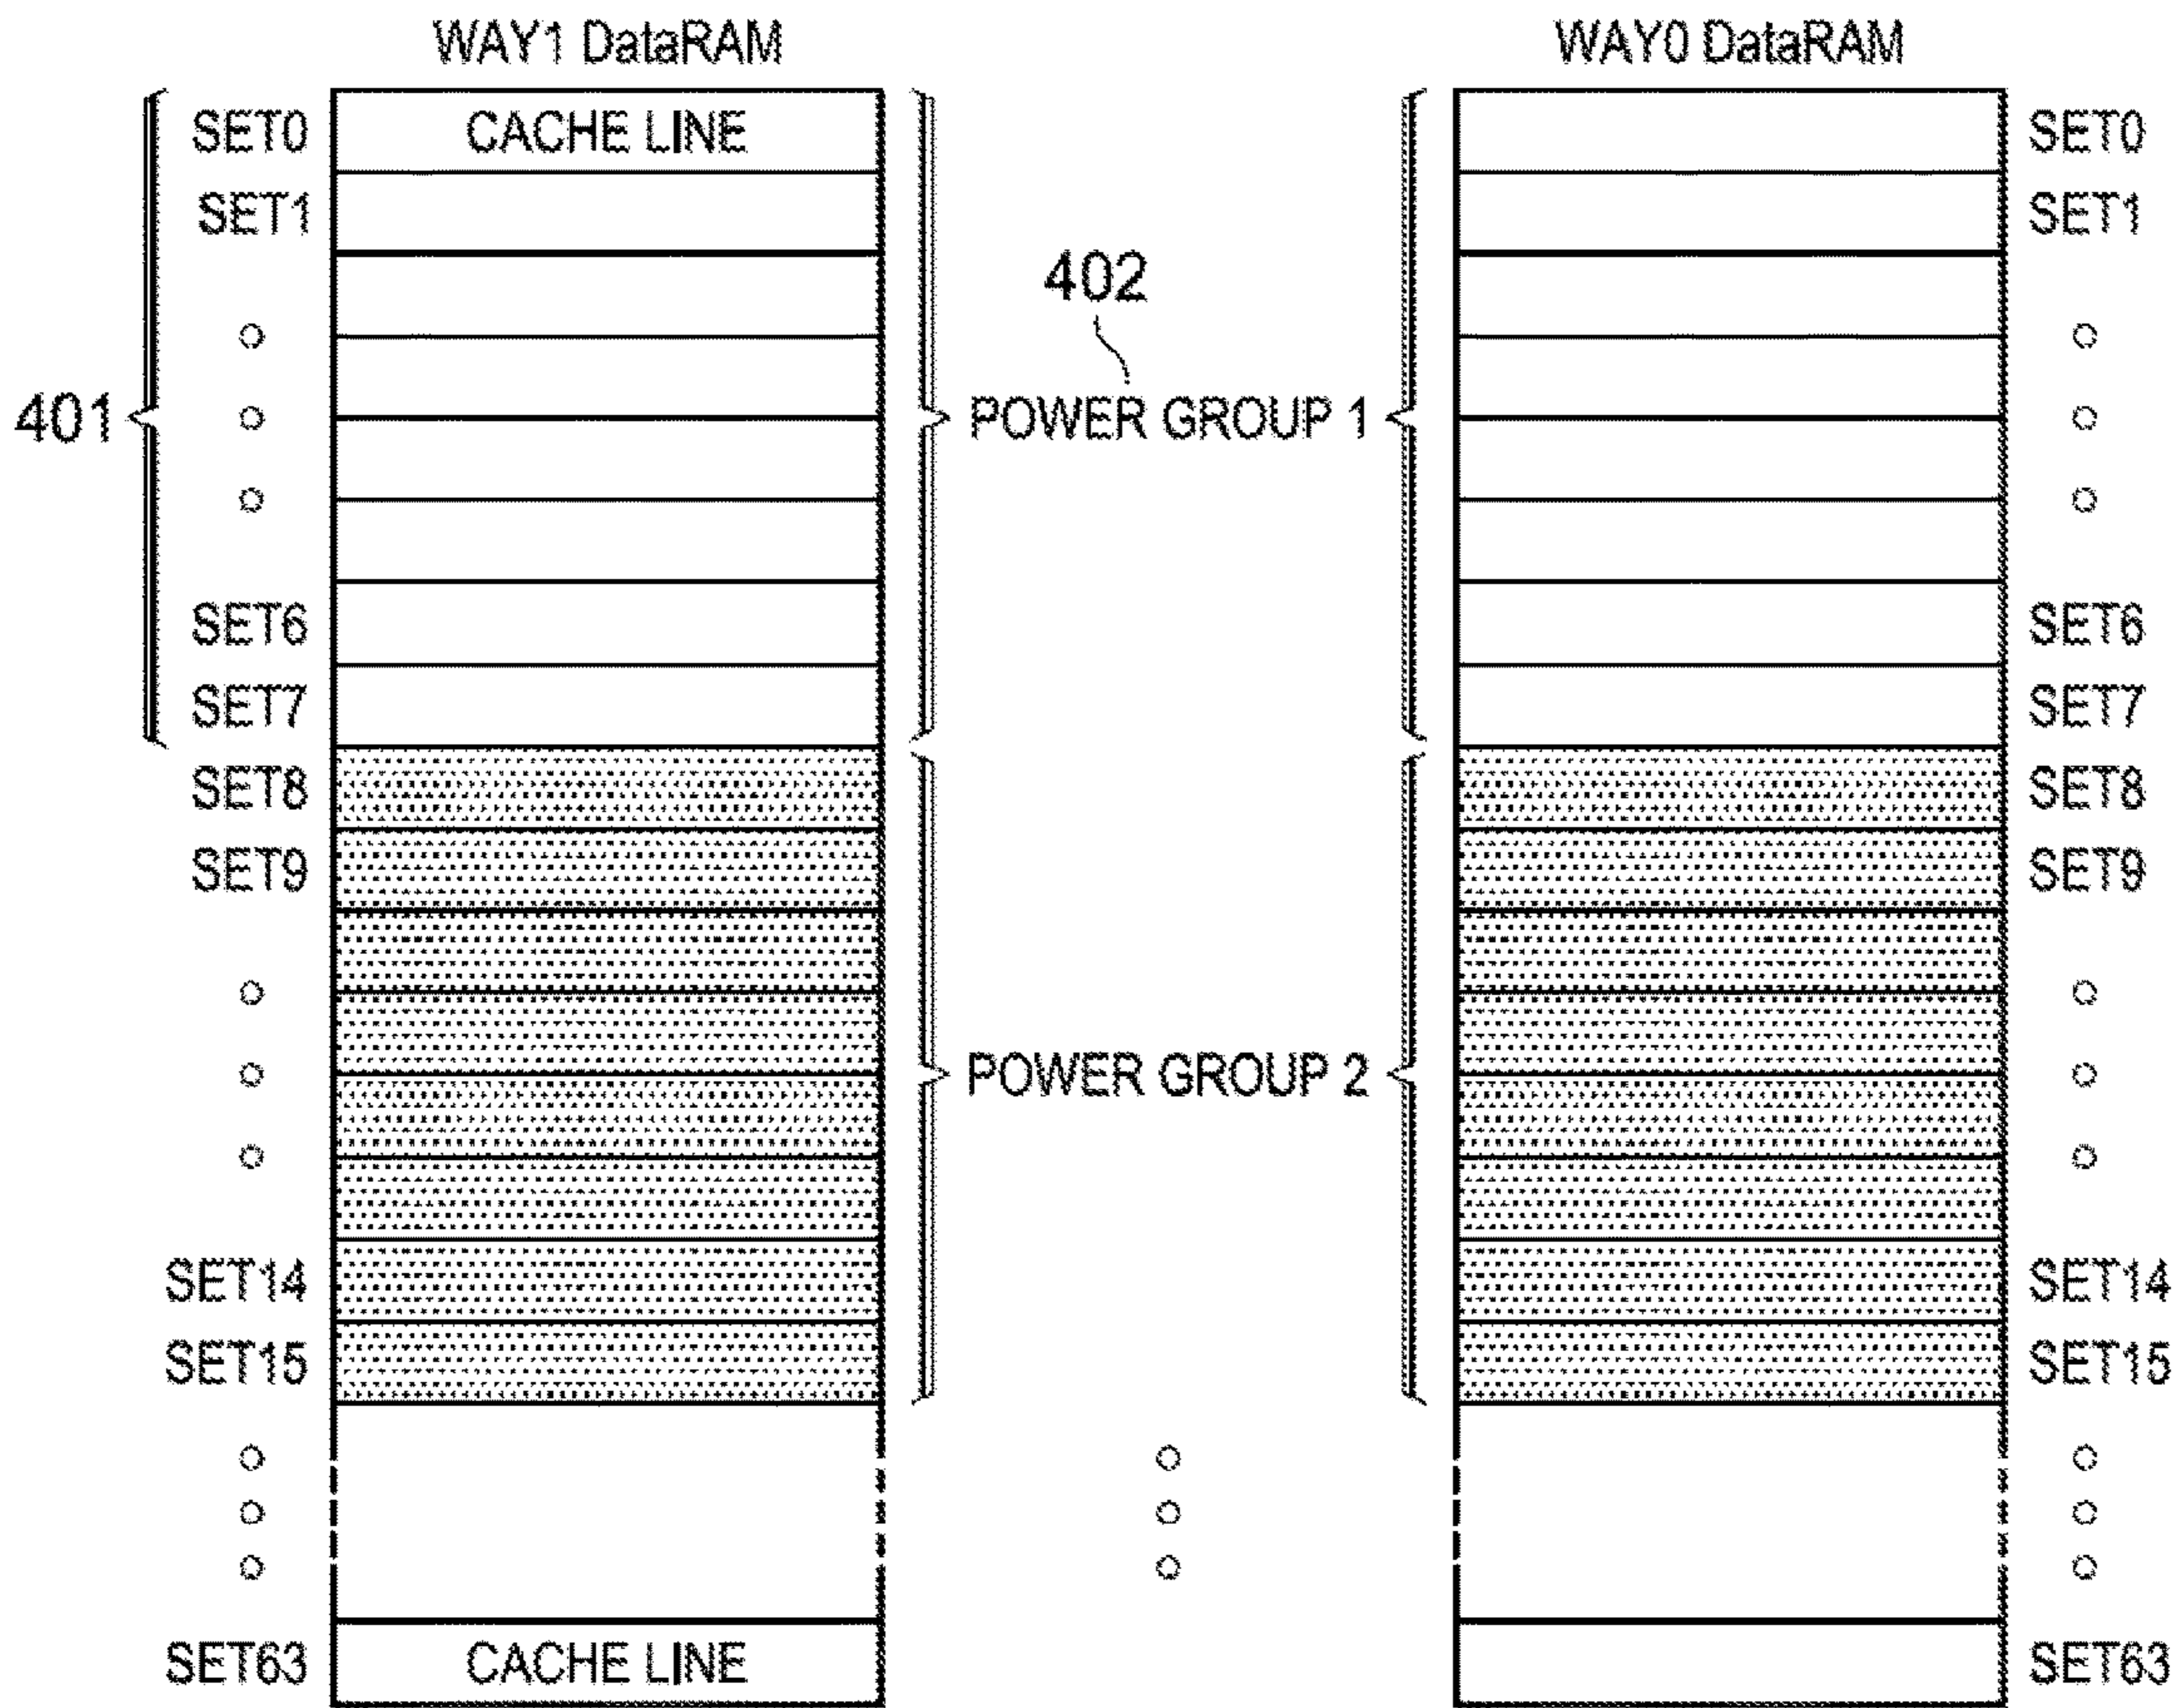 WAY1 DataRAM WAY0 DataRAM
SET0 CACHE LINE SET0
SET1 SET1
402
401 POWER GROUP 1
SET6 SET6
SET7 SET7
SET8 SET8
SET9 SET9
POWER GROUP 2
SET14 SET14
SET15 SET15
SET63 CACHE LINE SET63